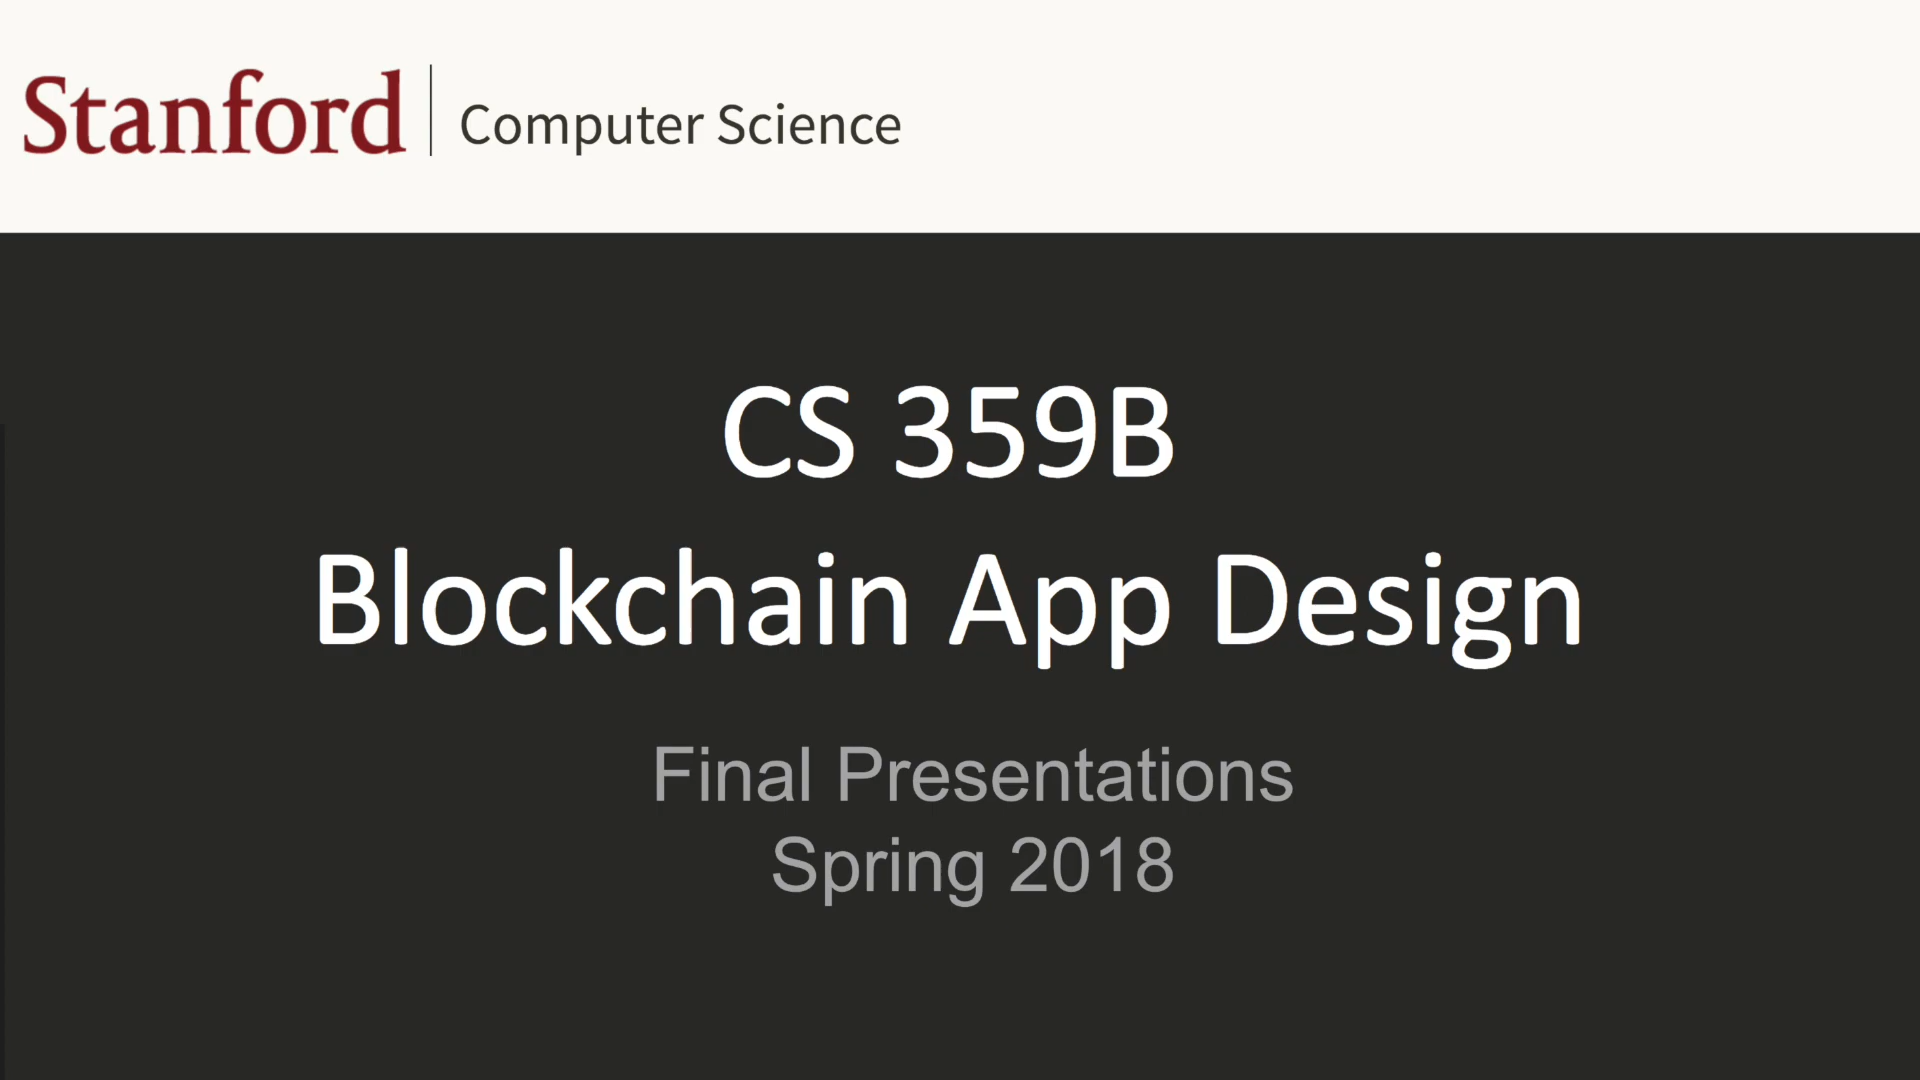 Stanford | Computer Science
CS 359B
Blockchain App Design
Final Presentations
Spring 2018